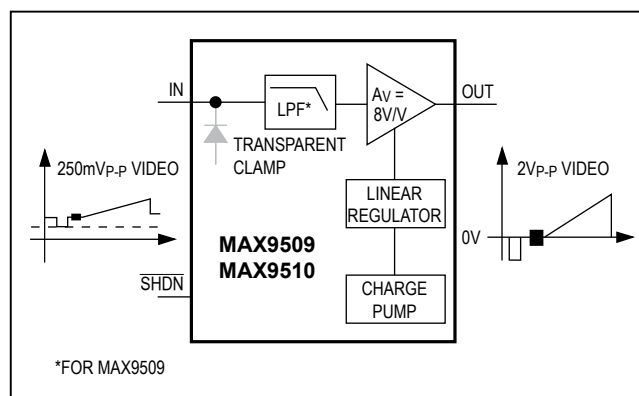 IN
LPF*
AV =
8V/V
OUT
TRANSPARENT
CLAMP
250mVP-P VIDEO
2VP-P VIDEO
LINEAR
REGULATOR
0V
MAX9509
MAX9510
SHDN
CHARGE
PUMP
*FOR MAX9509